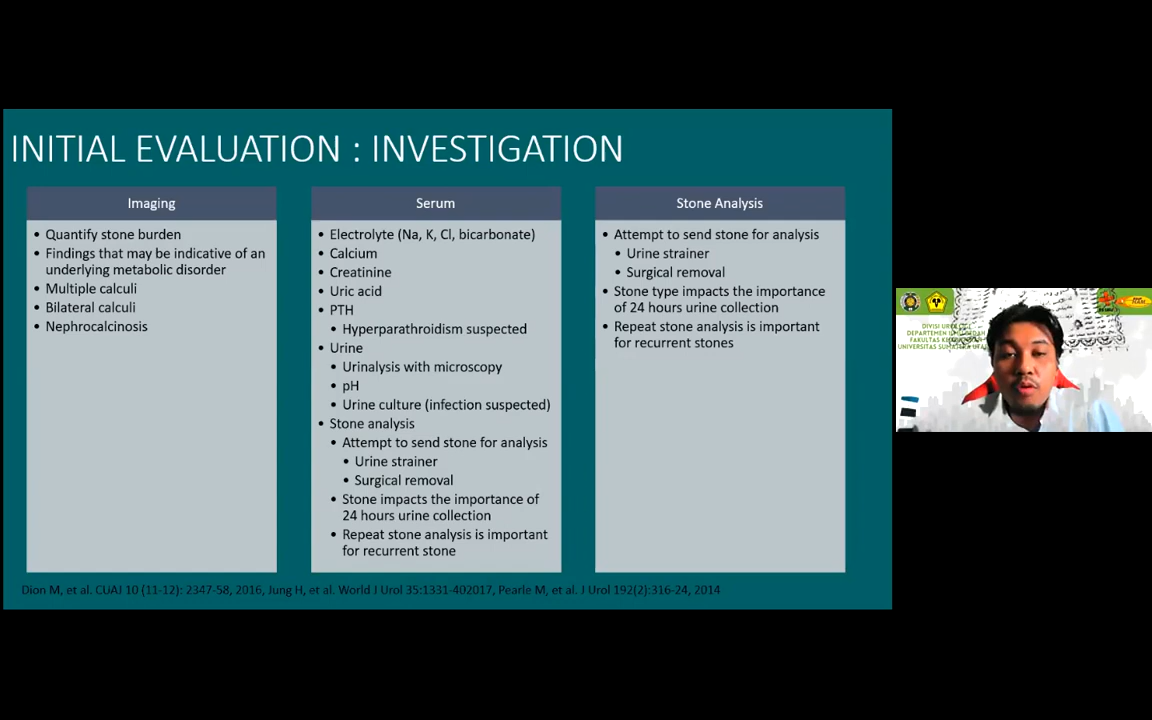 INITIAL EVALUATION : INVESTIGATION
Imaging
• Quantify stone burden
• Findings that may be indicative of an
underlying metabolic disorder
• Multiple calculi
• Bilateral calculi
• Nephrocalcinosis
Serum
• Electrolyte (Na, K, Cl, bicarbonate)
• Calcium
• Creatinine
• Uric acid
• PTH
• Hyperparathroidism suspected
• Urine
• Urinalysis with microscopy
• pH
• Urine culture (infection suspected)
• Stone analysis
• Attempt to send stone for analysis
• Urine strainer
• Surgical removal
• Stone impacts the importance of
24 hours urine collection
• Repeat stone analysis is important
for recurrent stone
Stone Analysis
• Attempt to send stone for analysis
• Urine strainer
• Surgical removal
• Stone type impacts the importance
of 24 hours urine collection
• Repeat stone analysis is important
for recurrent stones
Dion M, et al. CUAJ 10 (11-12): 2347-58, 2016, Jung H, et al. World J Urol 35:1331-402017, Pearle M, et al. J Urol 192(2):316-24, 2014
DIVISI
DEPARTEMEN
FAKULTAS
UNIVERSITAS